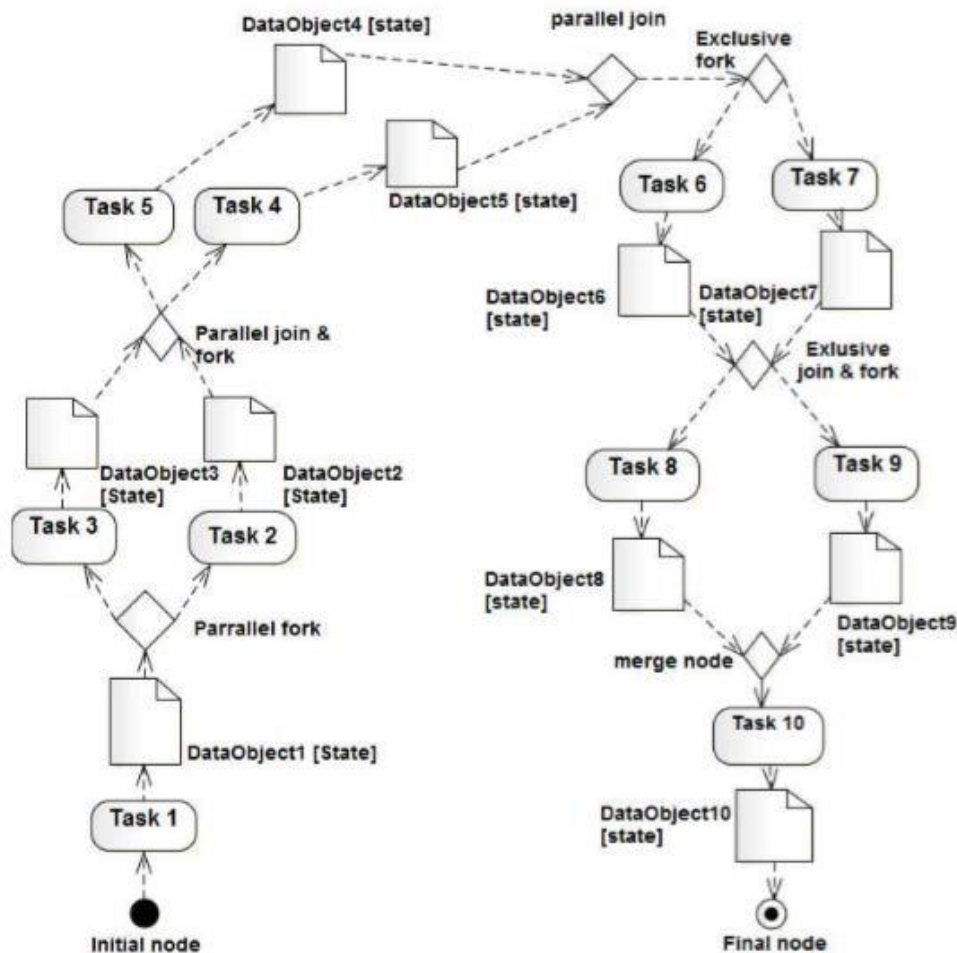 DataObject4 [state]
parallel join
Exclusive
fork
Task 5
Task 4
DataObject5 [state]
Task 6
Task 7
DataObject6
[state]
DataObject7
[state]
Parallel join &
fork
Exlusive
join & fork
DataObject3
[State]
DataObject2
[State]
Task 8
Task 9
Task 3
Task 2
DataObject8
[state]
DataObject9
[state]
Parrallel fork
merge node
Task 10
DataObject1 [State]
Task 1
DataObject10
[state]
Initial node
Final node